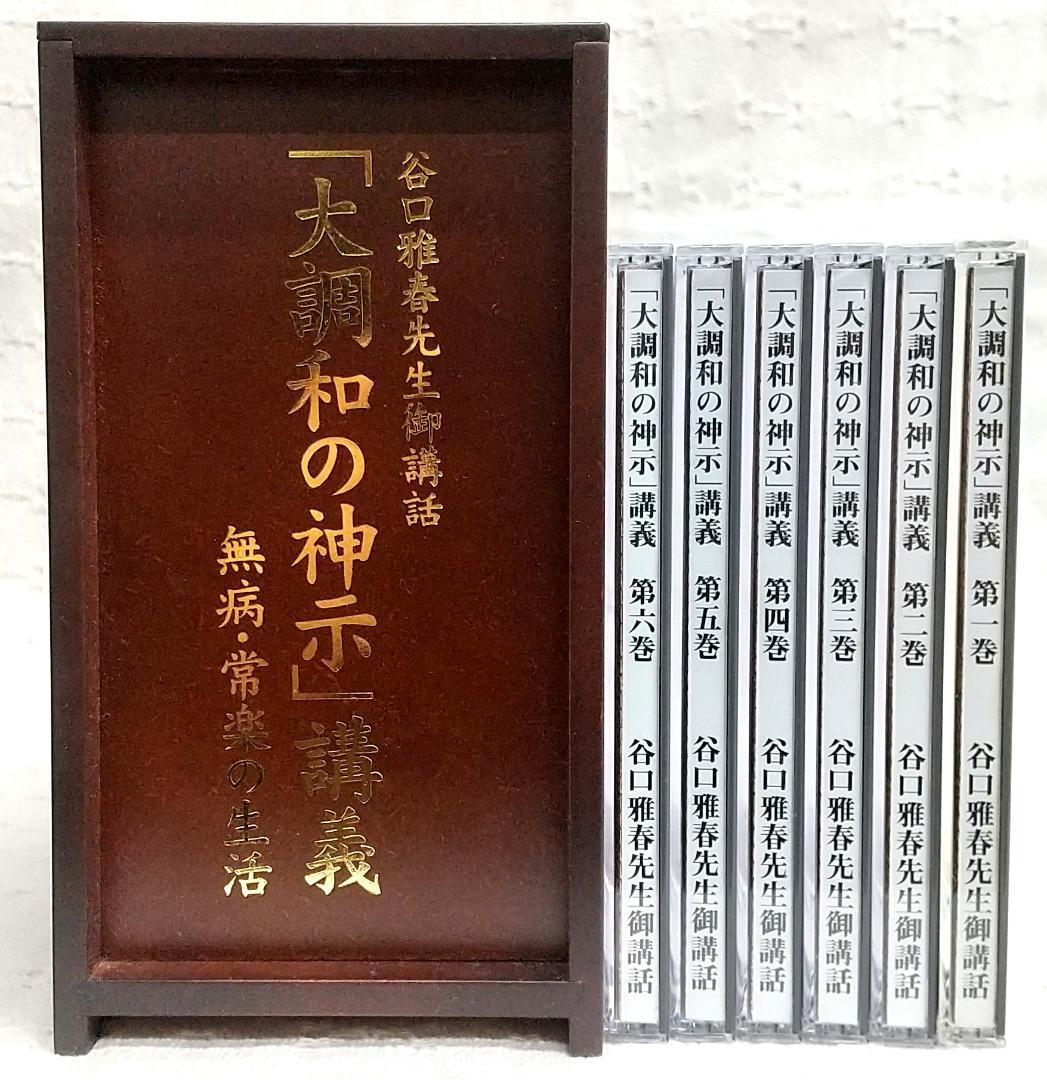 谷口雅春先生御講話
「大調和の神示」講義
無病・常楽の生活
「大調和の神示」講義 第一巻 谷口雅春先生御講話
「大調和の神示」講義 第二巻 谷口雅春先生御講話
「大調和の神示」講義 第三巻 谷口雅春先生御講話
「大調和の神示」講義 第四巻 谷口雅春先生御講話
「大調和の神示」講義 第五巻 谷口雅春先生御講話
「大調和の神示」講義 第六巻 谷口雅春先生御講話